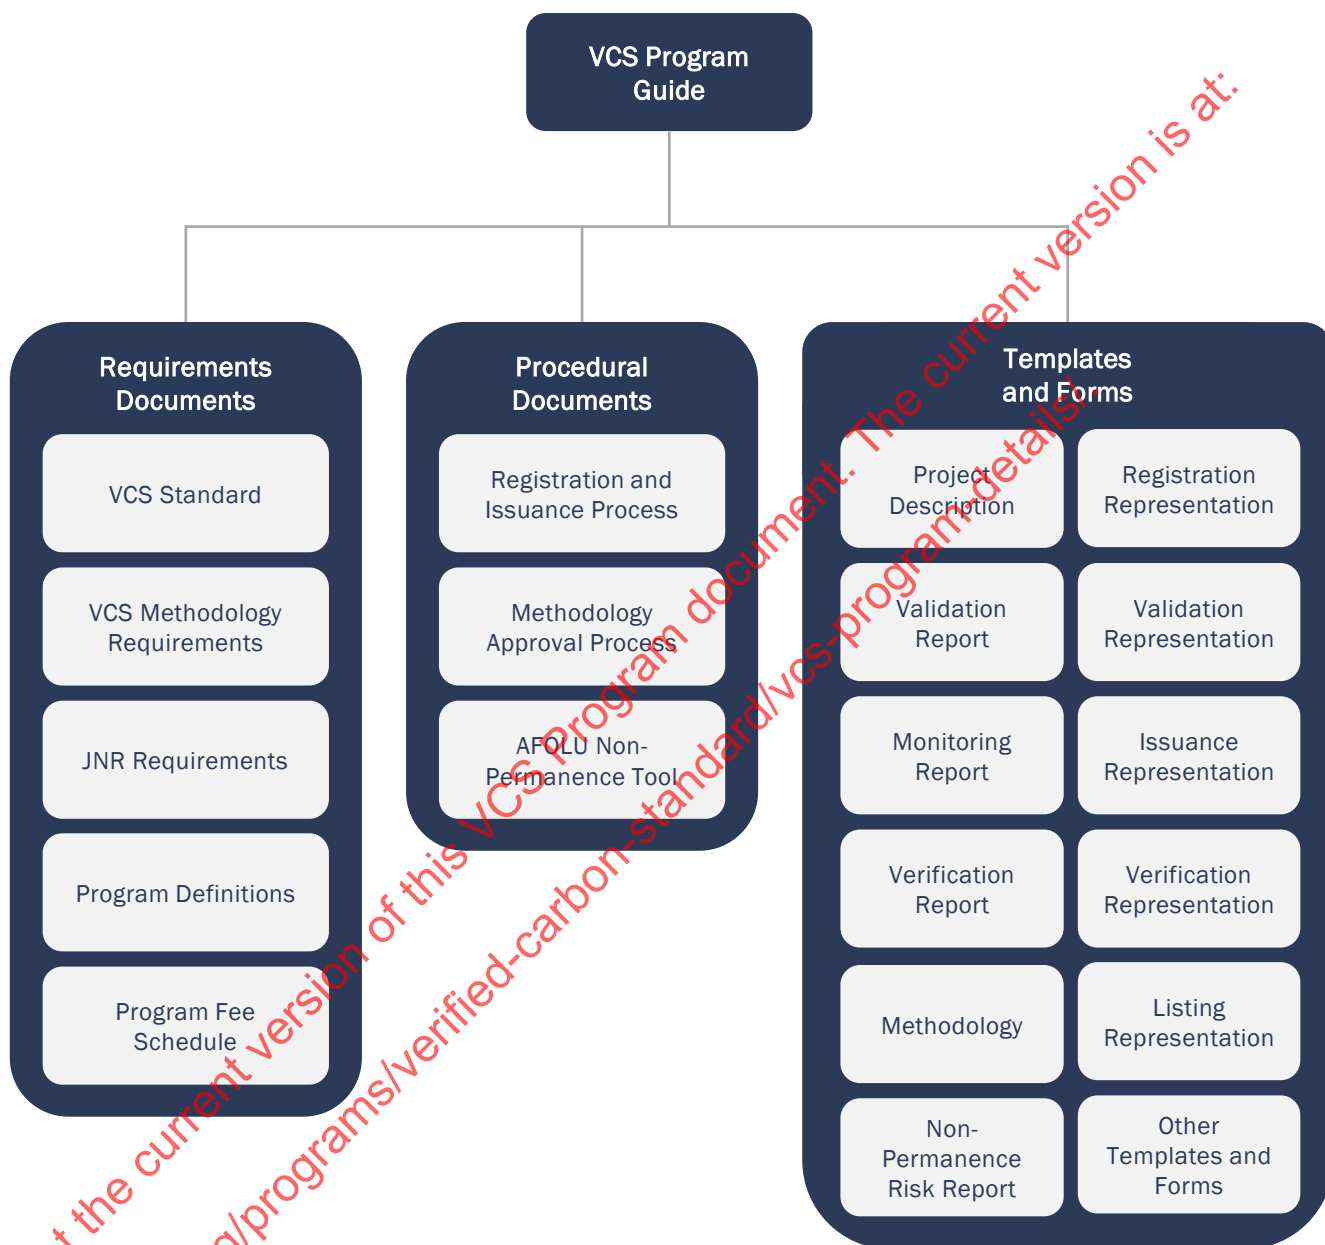 VCS Program
Guide
Requirements
Documents
VCS Standard
VCS Methodology
Requirements
JNR Requirements
Program Definitions
Program Fee
Schedule
Procedural
Documents
Registration and
Issuance Process
Methodology
Approval Process
AFOLU Non-
Permanence Tool
Templates
and Forms
Project
Description
Registration
Representation
Validation
Report
Validation
Representation
Monitoring
Report
Issuance
Representation
Verification
Report
Verification
Representation
Methodology
Listing
Representation
Non-
Permanence
Risk Report
Other
Templates and
Forms
the current version of this VCS Program document. The current version is at:
/programs/verified-carbon-standard/vcs-program-details/.